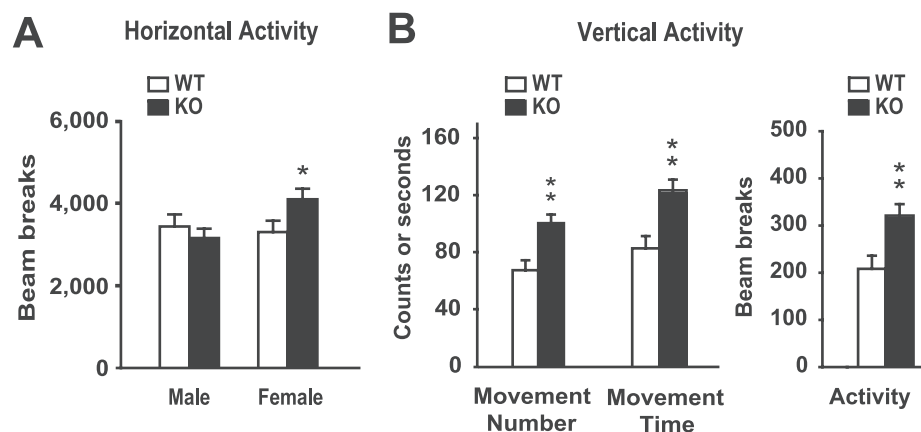 A
Horizontal Activity
WT
KO
Beam breaks
6,000
4,000
2,000
0
*
Male
Female
B
Vertical Activity
WT
KO
Counts or seconds
160
120
80
40
0
**
**
Movement
Number
Movement
Time
WT
KO
Beam breaks
500
400
300
200
100
0
**
Activity